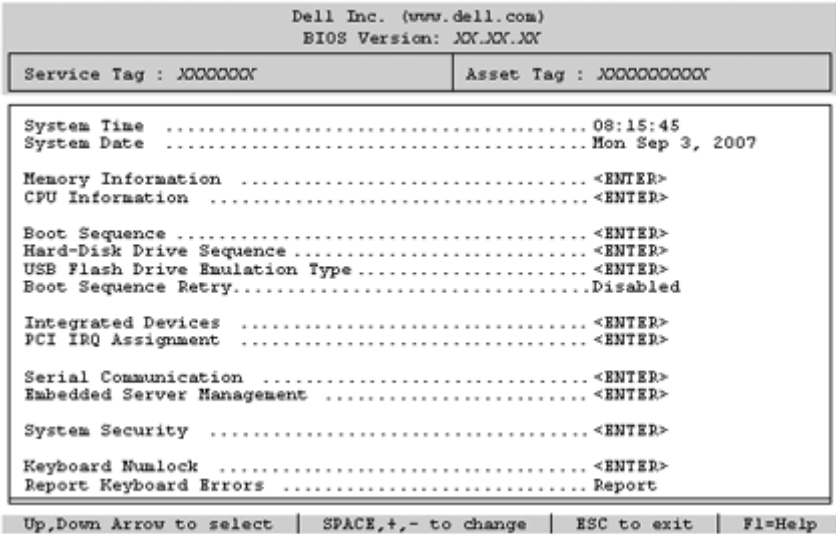 Dell Inc. (www.dell.com)
BIOS Version: XX.XX.XX
Service Tag : XXXXXXX Asset Tag : XXXXXXXXXX
System Time ........................................ 08:15:45
System Date ........................................ Mon Sep 3, 2007
Memory Information ................................. <ENTER>
CPU Information .................................... <ENTER>
Boot Sequence ....................................... <ENTER>
Hard-Disk Drive Sequence ............................ <ENTER>
USB Flash Drive Emulation Type ...................... <ENTER>
Boot Sequence Retry.................................. Disabled
Integrated Devices ................................. <ENTER>
PCI IRQ Assignment ................................. <ENTER>
Serial Communication ............................... <ENTER>
Embedded Server Management ......................... <ENTER>
System Security .................................... <ENTER>
Keyboard Numlock ................................... <ENTER>
Report Keyboard Errors ............................. Report
Up,Down Arrow to select | SPACE,+,- to change | ESC to exit | F1=Help